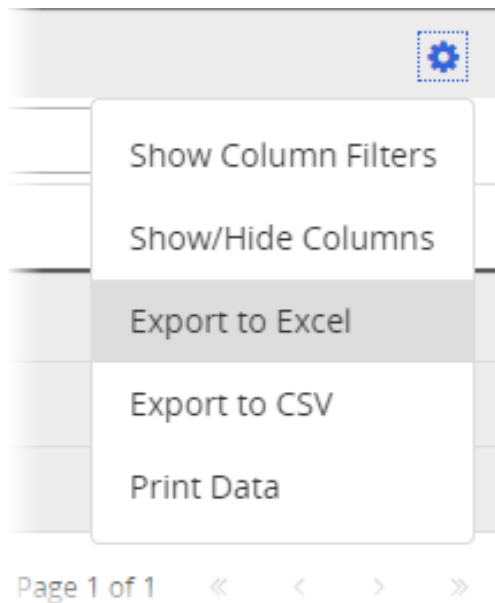 Show Column Filters
Show/Hide Columns
Export to Excel
Export to CSV
Print Data
Page 1 of 1 « < > »